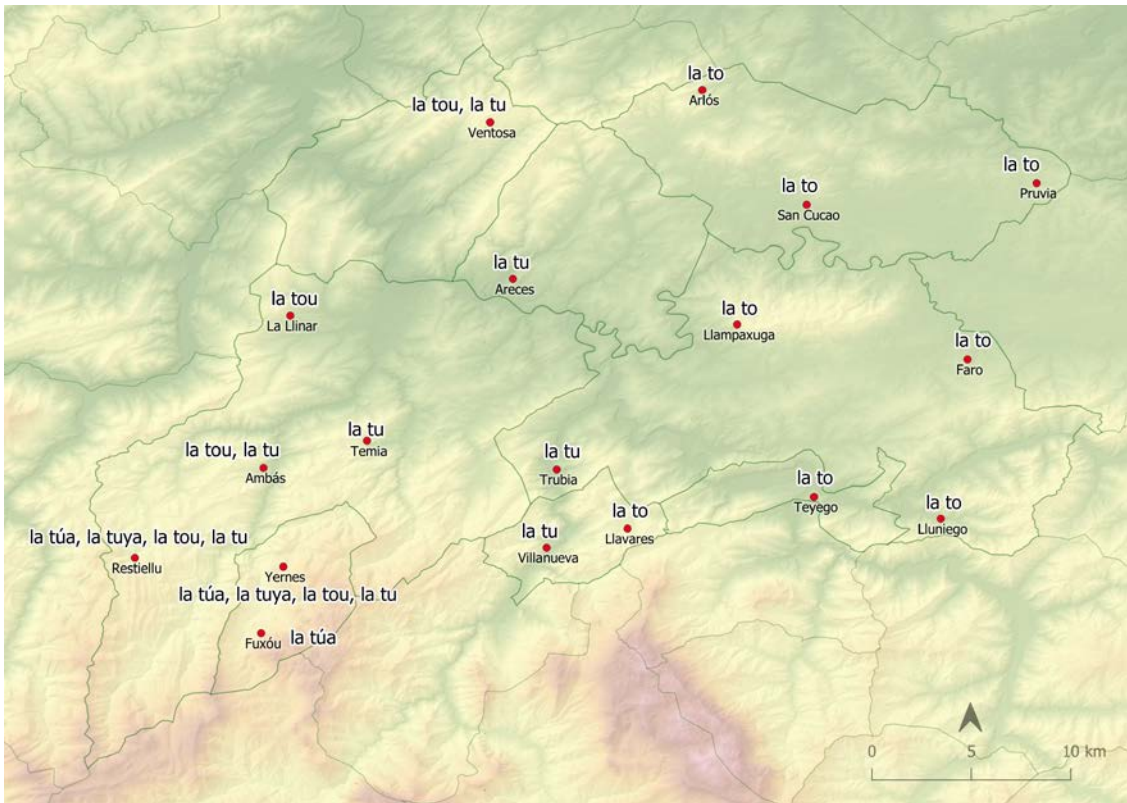 la to
Arlós
la tou, la tu
Ventosa
la to
Pruvia
la to
San Cucao
la tu
Areces
la tou
La Llinar
la to
Llampaxuga
la to
Faro
la tu
Temia
la tou, la tu
Ambás
la tu
Trubia
la to
Teyego
la to
Lluniego
la to
Llavares
la tu
Villanueva
la túa, la tuya, la tou, la tu
Restiellu
Yernes
la túa, la tuya, la tou, la tu
Fuxóu
la túa
0 5 10 km